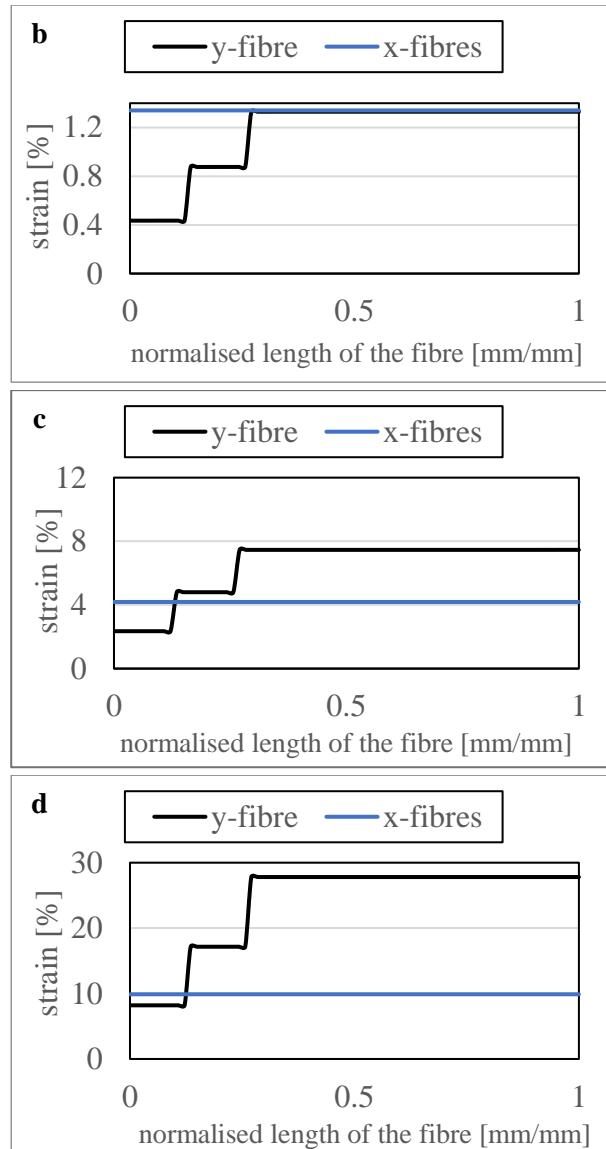 b
y-fibre x-fibres
strain [%]
1.2
0.8
0.4
0
0 0.5 1
normalised length of the fibre [mm/mm]
c
y-fibre x-fibres
strain [%]
12
8
4
0
0 0.5 1
normalised length of the fibre [mm/mm]
d
y-fibre x-fibres
strain [%]
30
20
10
0
0 0.5 1
normalised length of the fibre [mm/mm]